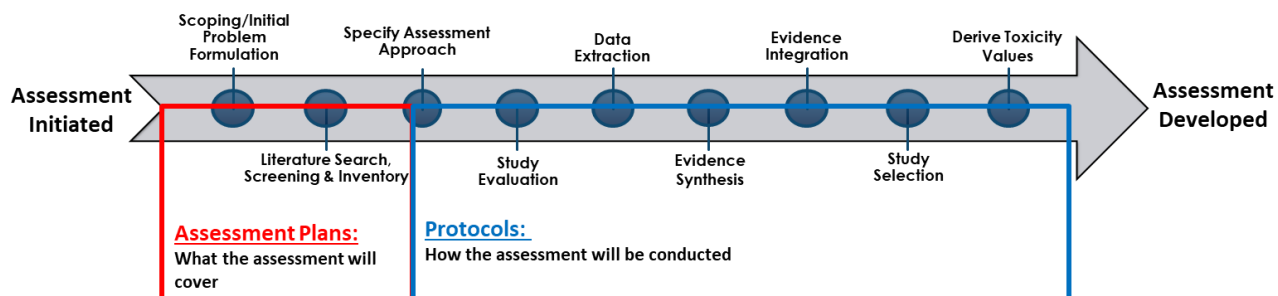 Scoping/Initial
Problem
Formulation
Specify Assessment
Approach
Data
Extraction
Evidence
Integration
Derive Toxicity
Values
Assessment
Initiated
Assessment
Developed
Literature Search,
Screening & Inventory
Study
Evaluation
Evidence
Synthesis
Study
Selection
Assessment Plans:
What the assessment will
cover
Protocols:
How the assessment will be conducted